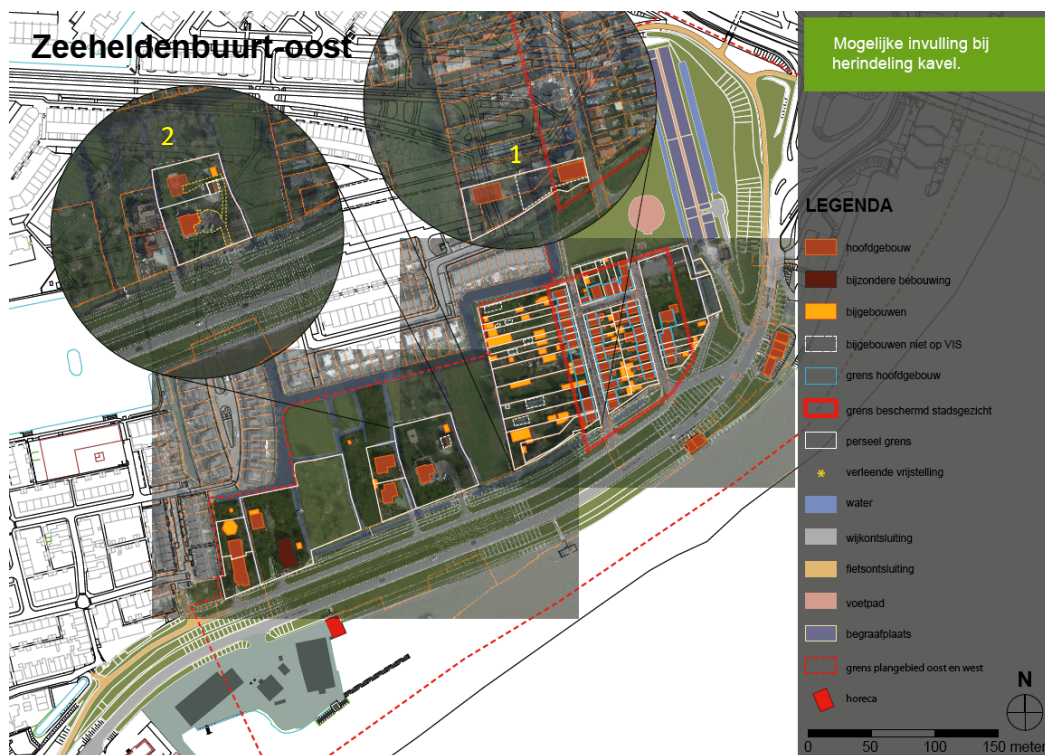 Zeeheldenbuurt-oost
Mogelijke invulling bij
herindeling kavel.
2
1
LEGENDA
hoofdgebouw
bijzondere bebouwing
bijgebouwen
bijgebouwen niet op VIS
grens hoofdgebouw
grens beschermd stadsgezicht
perseel grens
verleende vrijstelling
water
wijkontsluiting
fietsontsluiting
voetpad
begraafplaats
grens plangebied oost en west
horeca
N
0 50 100 150 meter